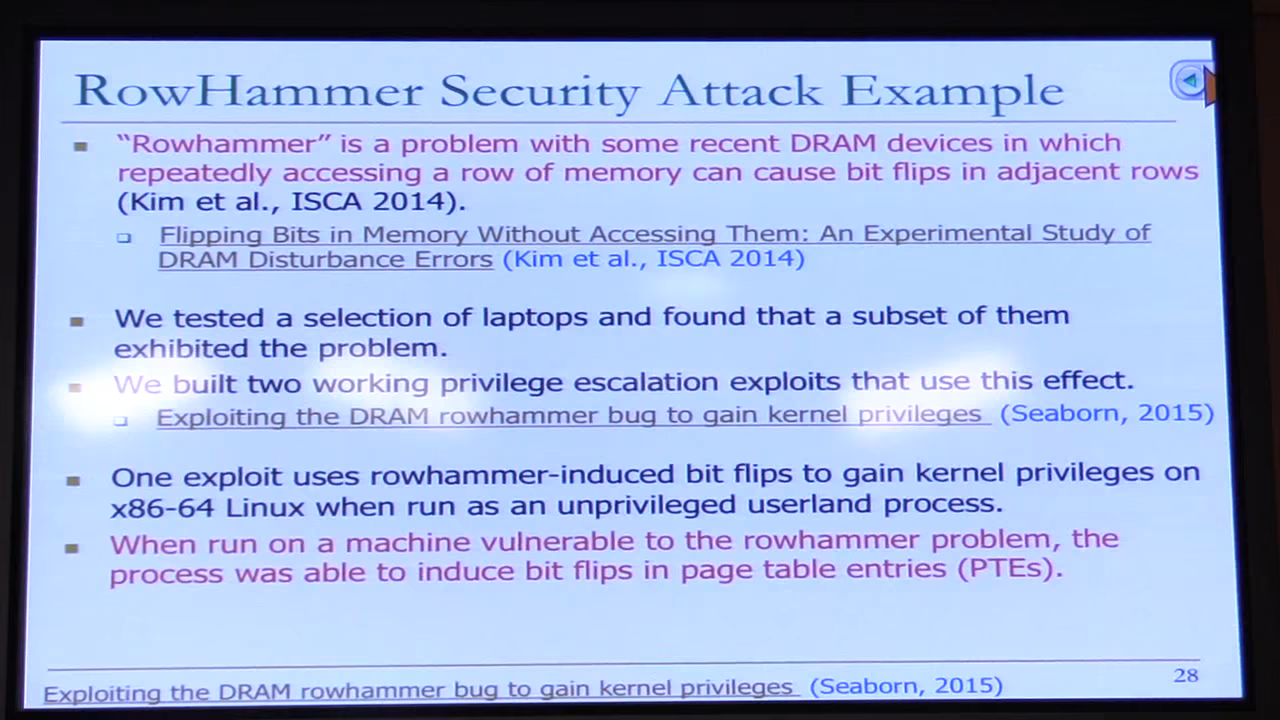 RowHammer Security Attack Example
“Rowhammer” is a problem with some recent DRAM devices in which
repeatedly accessing a row of memory can cause bit flips in adjacent rows
(Kim et al., ISCA 2014).
Flipping Bits in Memory Without Accessing Them: An Experimental Study of
DRAM Disturbance Errors (Kim et al., ISCA 2014)
We tested a selection of laptops and found that a subset of them
exhibited the problem.
We built two working privilege escalation exploits that use this effect.
Exploiting the DRAM rowhammer bug to gain kernel privileges (Seaborn, 2015)
One exploit uses rowhammer-induced bit flips to gain kernel privileges on
x86-64 Linux when run as an unprivileged userland process.
When run on a machine vulnerable to the rowhammer problem, the
process was able to induce bit flips in page table entries (PTEs).
Exploiting the DRAM rowhammer bug to gain kernel privileges (Seaborn, 2015)
28